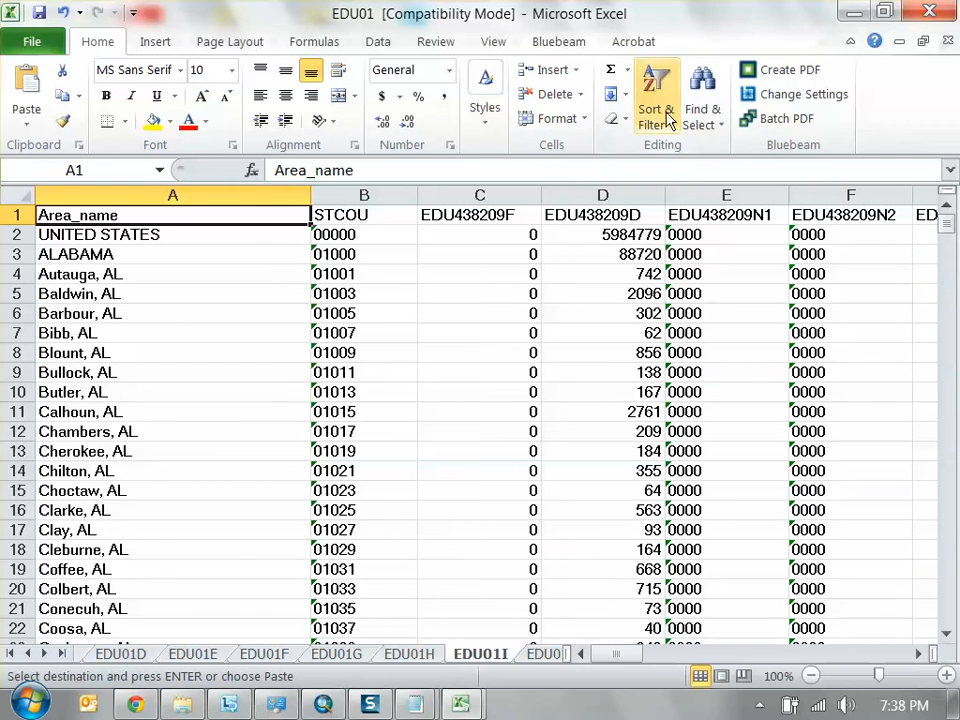 EDU01 [Compatibility Mode] - Microsoft Excel
File Home Insert Page Layout Formulas Data Review View Bluebeam Acrobat
Paste
MS Sans Serif 10
B I U
A A
General
$ % ,
Styles
Insert
Delete
Format
Σ
Sort & Filter
Find & Select
Create PDF
Change Settings
Batch PDF
Clipboard Font Alignment Number Cells Editing Bluebeam
A1 fx Area_name
A B C D E F
1 Area_name STCOU EDU438209F EDU438209D EDU438209N1 EDU438209N2 ED
2 UNITED STATES 00000 0 5984779 0000 0000
3 ALABAMA 01000 0 88720 0000 0000
4 Autauga, AL 01001 0 742 0000 0000
5 Baldwin, AL 01003 0 2096 0000 0000
6 Barbour, AL 01005 0 302 0000 0000
7 Bibb, AL 01007 0 62 0000 0000
8 Blount, AL 01009 0 856 0000 0000
9 Bullock, AL 01011 0 138 0000 0000
10 Butler, AL 01013 0 167 0000 0000
11 Calhoun, AL 01015 0 2761 0000 0000
12 Chambers, AL 01017 0 209 0000 0000
13 Cherokee, AL 01019 0 184 0000 0000
14 Chilton, AL 01021 0 355 0000 0000
15 Choctaw, AL 01023 0 64 0000 0000
16 Clarke, AL 01025 0 563 0000 0000
17 Clay, AL 01027 0 93 0000 0000
18 Cleburne, AL 01029 0 164 0000 0000
19 Coffee, AL 01031 0 668 0000 0000
20 Colbert, AL 01033 0 715 0000 0000
21 Conecuh, AL 01035 0 73 0000 0000
22 Coosa, AL 01037 0 40 0000 0000
EDU01D EDU01E EDU01F EDU01G EDU01H EDU01I EDU0
Select destination and press ENTER or choose Paste 100%
7:38 PM